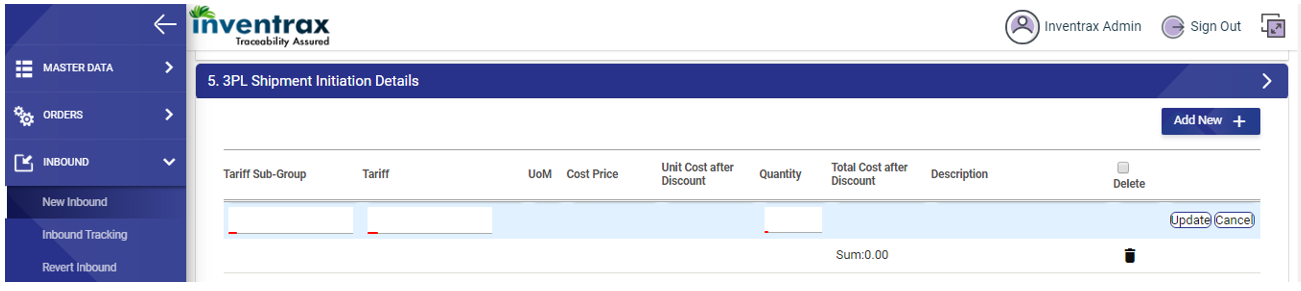 inventrax
Traceability Assured
Inventrax Admin
Sign Out
MASTER DATA
ORDERS
INBOUND
New Inbound
Inbound Tracking
Revert Inbound
5. 3PL Shipment Initiation Details
Add New +
Tariff Sub-Group Tariff UoM Cost Price Unit Cost after Discount Quantity Total Cost after Discount Description Delete
Update Cancel
Sum:0.00